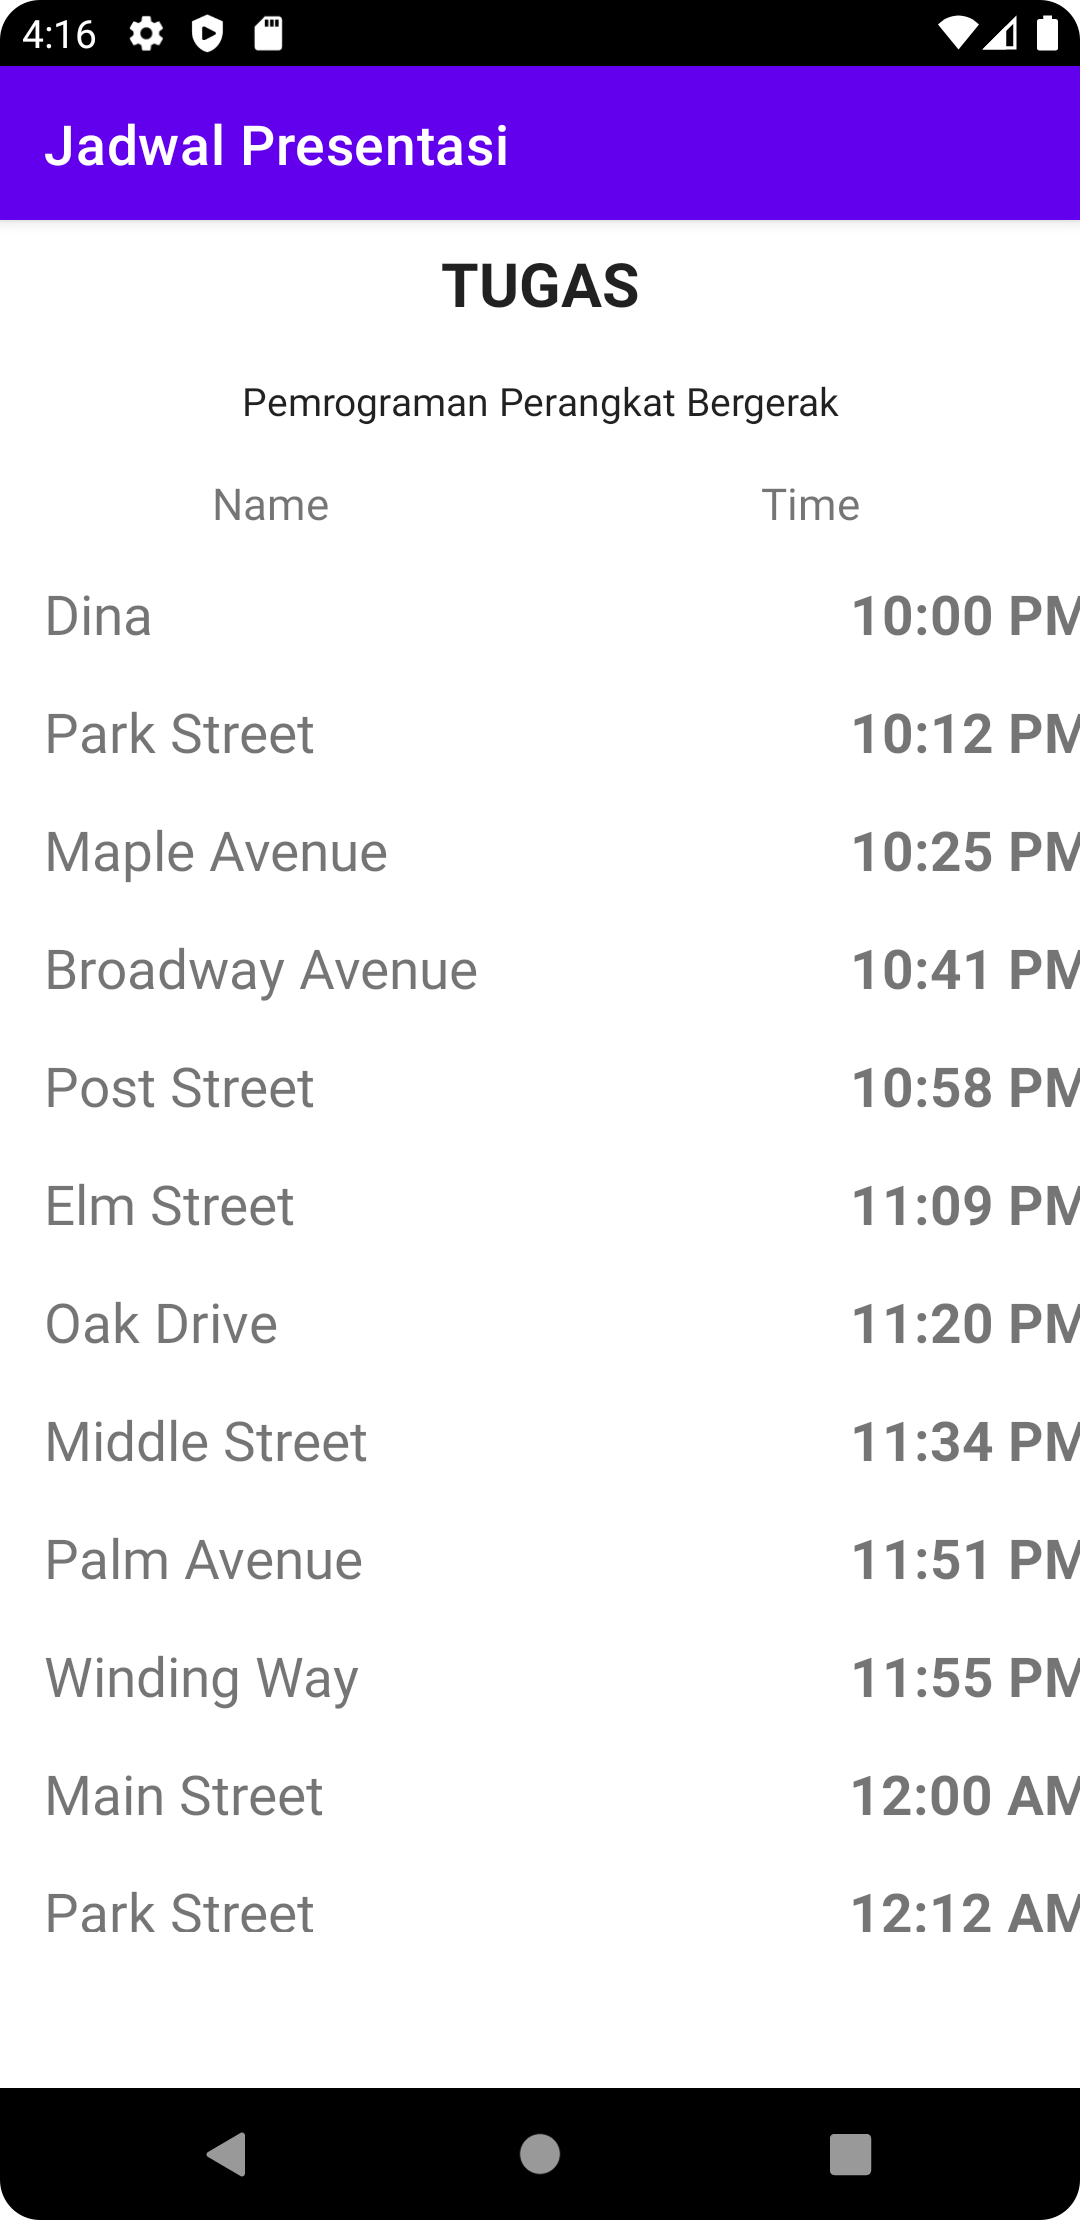 4:16
Jadwal Presentasi
TUGAS
Pemrograman Perangkat Bergerak
Name Time
Dina 10:00 PM
Park Street 10:12 PM
Maple Avenue 10:25 PM
Broadway Avenue 10:41 PM
Post Street 10:58 PM
Elm Street 11:09 PM
Oak Drive 11:20 PM
Middle Street 11:34 PM
Palm Avenue 11:51 PM
Winding Way 11:55 PM
Main Street 12:00 AM
Park Street 12:12 AM